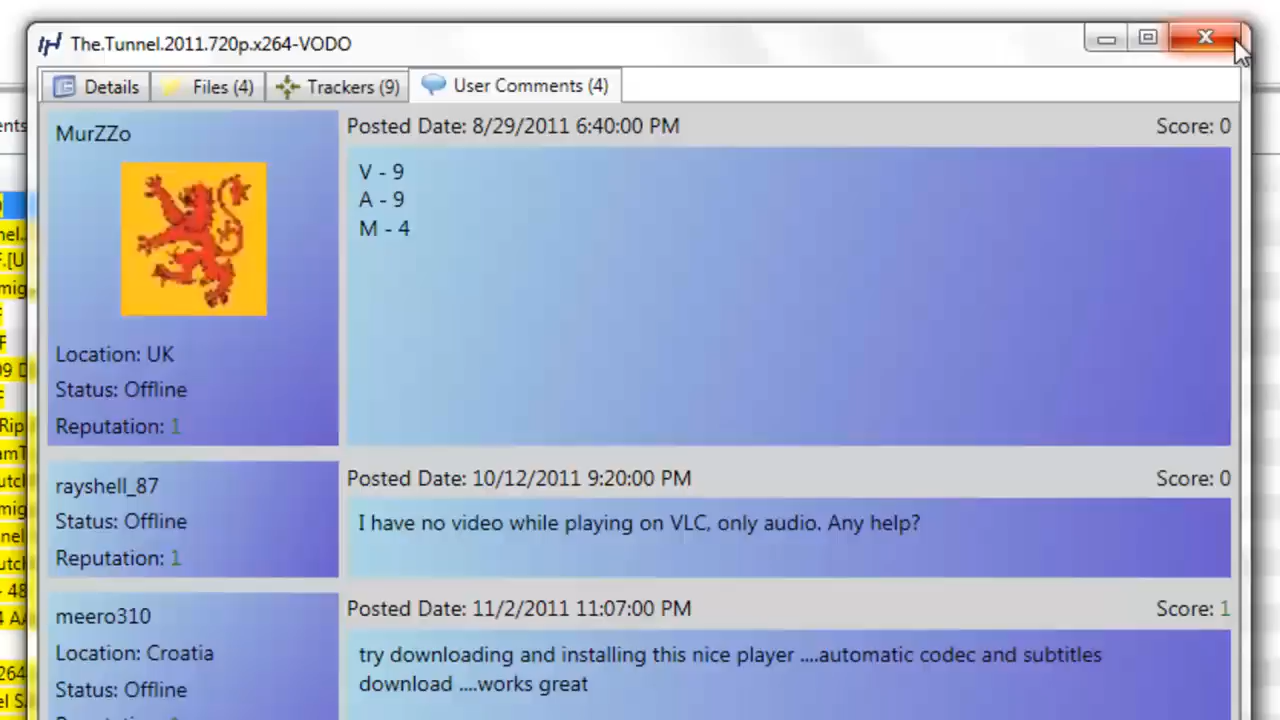 The.Tunnel.2011.720p.x264-VODO
Details
Files (4)
Trackers (9)
User Comments (4)
MurZZo
Location: UK
Status: Offline
Reputation: 1
Posted Date: 8/29/2011 6:40:00 PM
Score: 0
V - 9
A - 9
M - 4
rayshell_87
Status: Offline
Reputation: 1
Posted Date: 10/12/2011 9:20:00 PM
Score: 0
I have no video while playing on VLC, only audio. Any help?
meero310
Location: Croatia
Status: Offline
Posted Date: 11/2/2011 11:07:00 PM
Score: 1
try downloading and installing this nice player ....automatic codec and subtitles
download ....works great